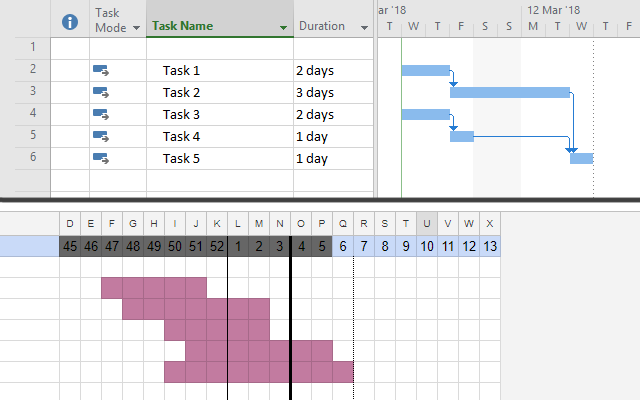 Task Mode Task Name Duration
ar '18 12 Mar '18
T W T F S S M T W T F
1
2 Task 1 2 days
3 Task 2 3 days
4 Task 3 2 days
5 Task 4 1 day
6 Task 5 1 day
D E F G H I J K L M N O P Q R S T U V W X
45 46 47 48 49 50 51 52 1 2 3 4 5 6 7 8 9 10 11 12 13